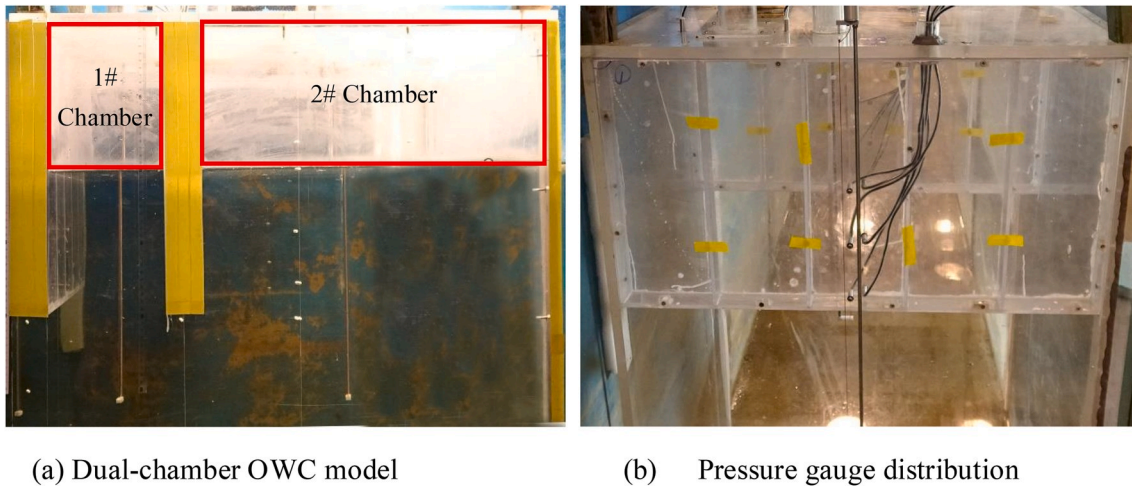 1#
Chamber
2# Chamber
(a) Dual-chamber OWC model
(b) Pressure gauge distribution